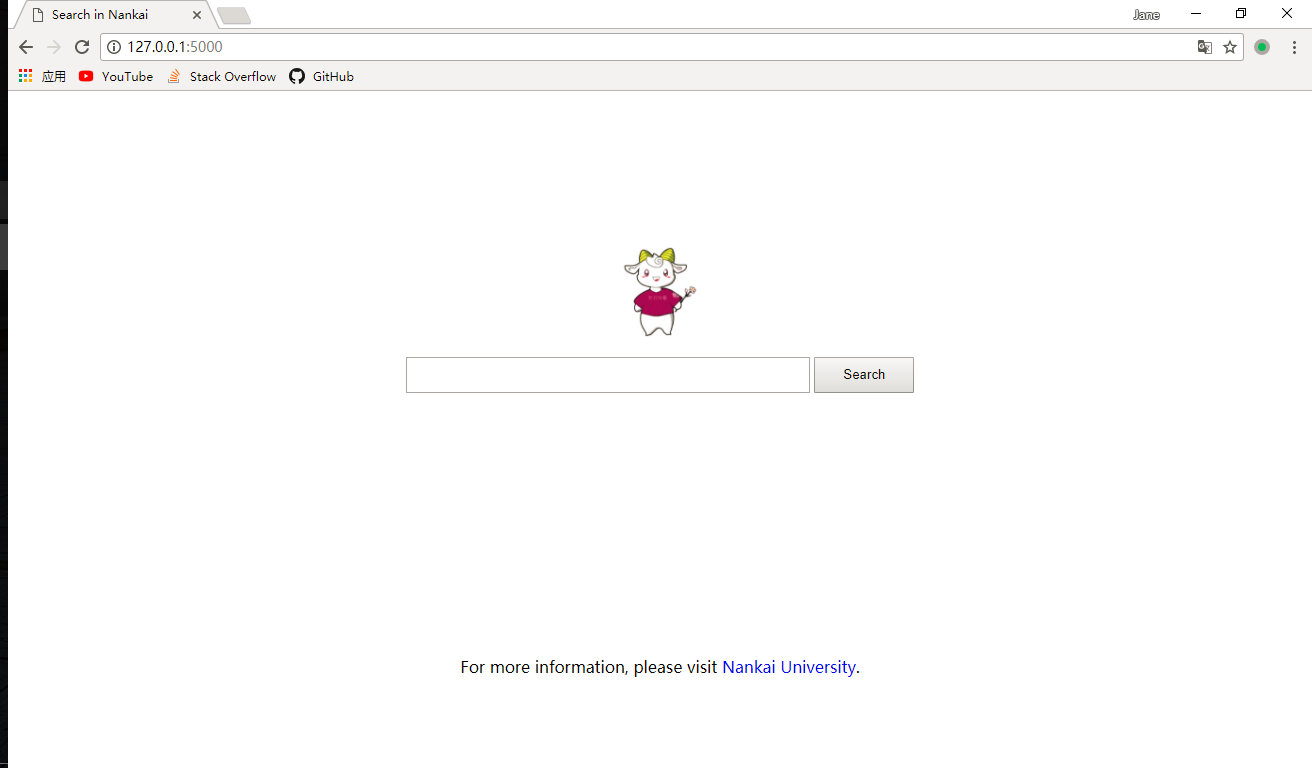 Search in Nankai
Jane
127.0.0.1:5000
应用 YouTube Stack Overflow GitHub
Search
For more information, please visit Nankai University.